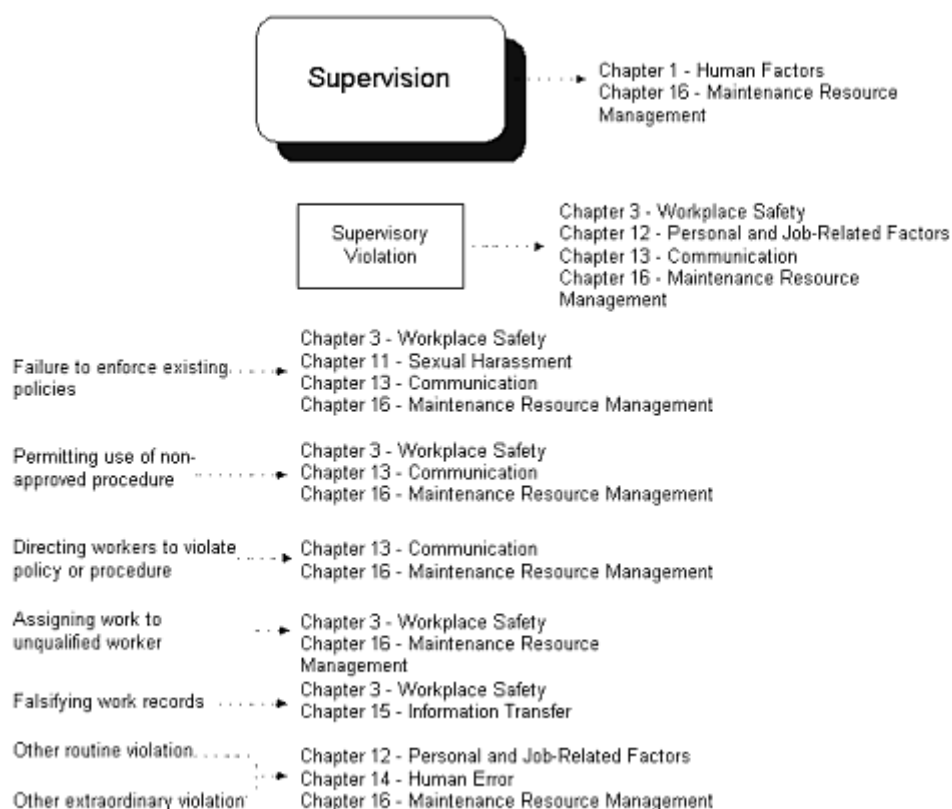 Supervision
Chapter 1 - Human Factors
Chapter 16 - Maintenance Resource
Management
Supervisory
Violation
Chapter 3 - Workplace Safety
Chapter 12 - Personal and Job-Related Factors
Chapter 13 - Communication
Chapter 16 - Maintenance Resource
Management
Failure to enforce existing
policies
Chapter 3 - Workplace Safety
Chapter 11 - Sexual Harassment
Chapter 13 - Communication
Chapter 16 - Maintenance Resource Management
Permitting use of non-
approved procedure
Chapter 3 - Workplace Safety
Chapter 13 - Communication
Chapter 16 - Maintenance Resource Management
Directing workers to violate
policy or procedure
Chapter 13 - Communication
Chapter 16 - Maintenance Resource Management
Assigning work to
unqualified worker
Chapter 3 - Workplace Safety
Chapter 16 - Maintenance Resource
Management
Falsifying work records
Chapter 3 - Workplace Safety
Chapter 15 - Information Transfer
Other routine violation
Other extraordinary violation
Chapter 12 - Personal and Job-Related Factors
Chapter 14 - Human Error
Chapter 16 - Maintenance Resource Management